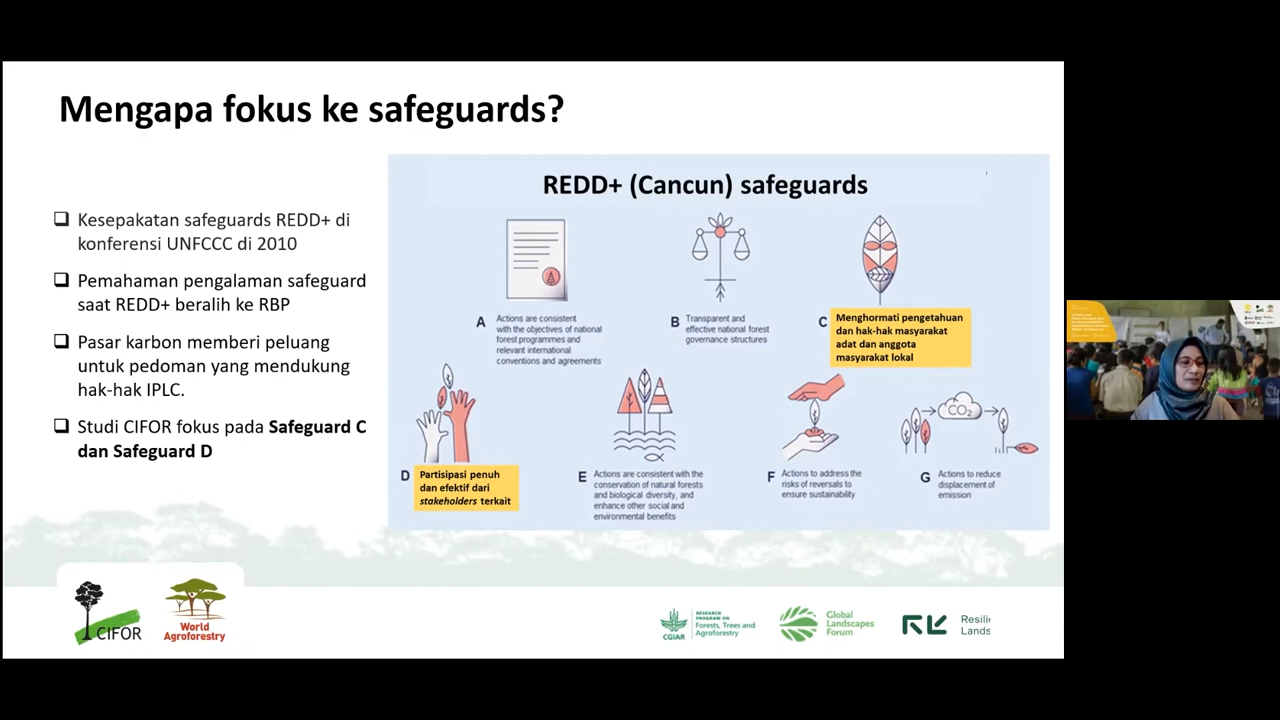 Mengapa fokus ke safeguards?
❑ Kesepakatan safeguards REDD+ di
konferensi UNFCCC di 2010
❑ Pemahaman pengalaman safeguard
saat REDD+ beralih ke RBP
❑ Pasar karbon memberi peluang
untuk pedoman yang mendukung
hak-hak IPLC.
❑ Studi CIFOR fokus pada Safeguard C
dan Safeguard D
REDD+ (Cancun) safeguards
A Actions are consistent
with the objectives of national
forest programmes and
relevant international
conventions and agreements
B Transparent and
effective national forest
governance structures
C Menghormati pengetahuan
dan hak-hak masyarakat
adat dan anggota
masyarakat lokal
D Partisipasi penuh
dan efektif dari
stakeholders terkait
E Actions are consistent with the
conservation of natural forests
and biological diversity, and
enhance other social and
environmental benefits
F Actions to address the
risks of reversals to
ensure sustainability
CO2
G Actions to reduce
displacement of
emission
CIFOR
World
Agroforestry
CGIAR
RESEARCH
PROGRAM ON
Forests, Trees and
Agroforestry
Global
Landscapes
Forum
Resilie
Lands